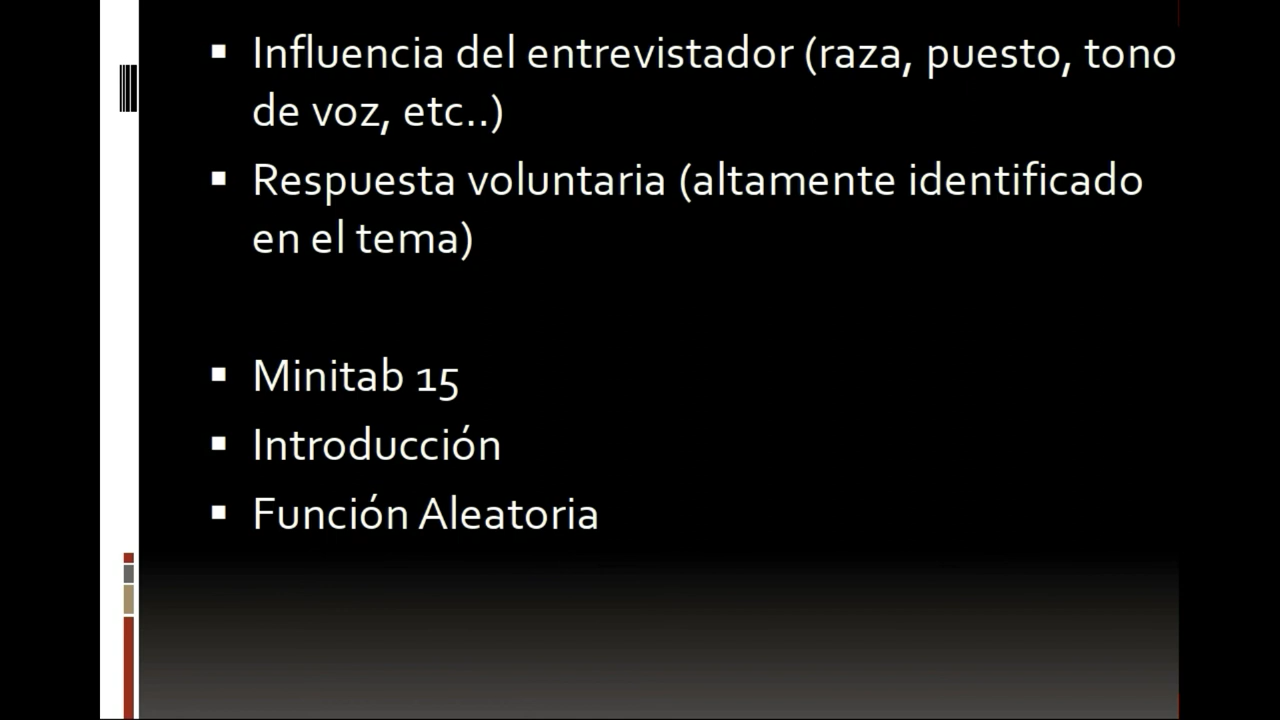 Influencia del entrevistador (raza, puesto, tono
de voz, etc..)
Respuesta voluntaria (altamente identificado
en el tema)
Minitab 15
Introducción
Función Aleatoria